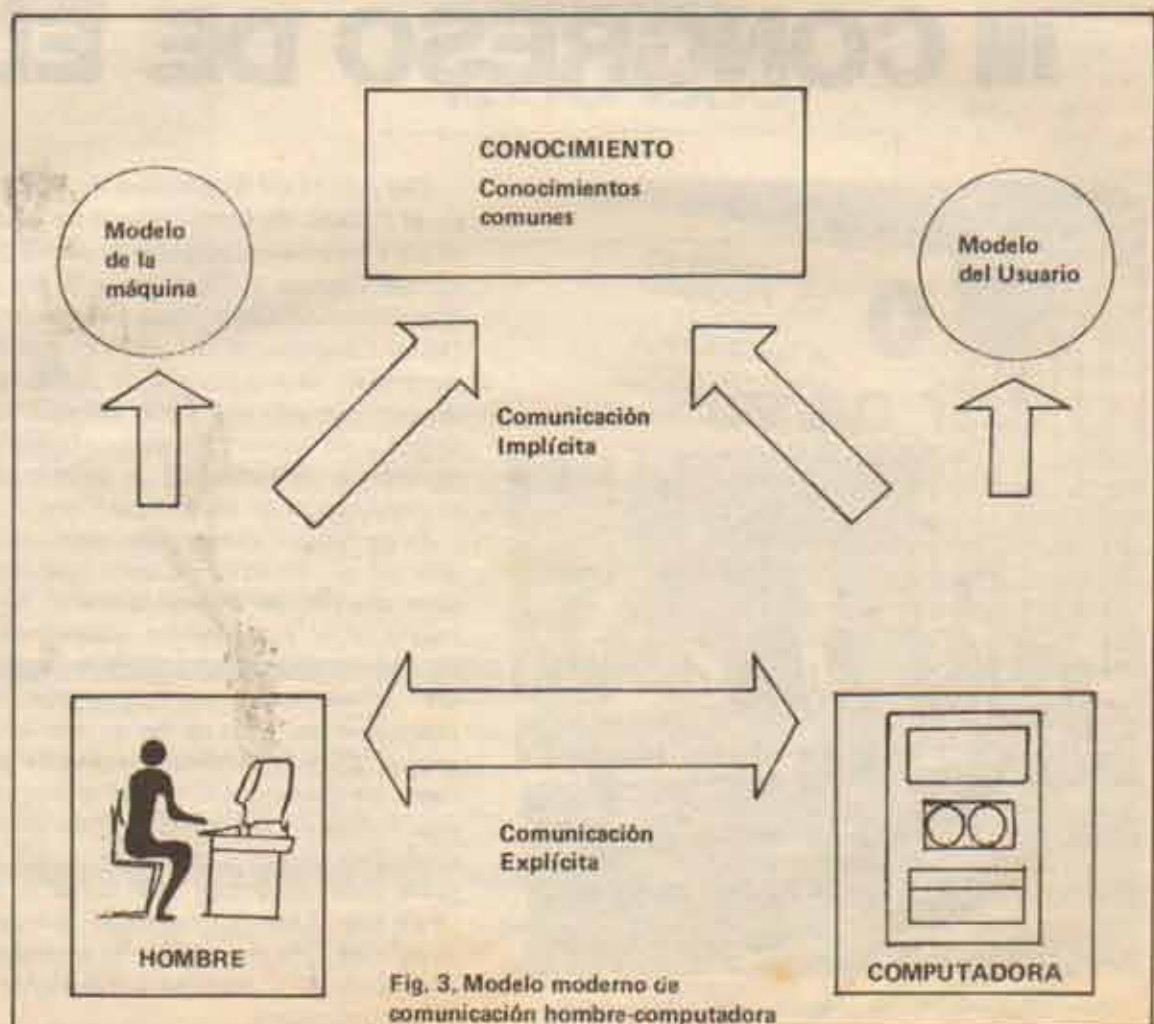 CONOCIMIENTO
Conocimientos
comunes
Modelo
de la
máquina
Modelo
del Usuario
Comunicación
Implícita
Comunicación
Explícita
HOMBRE
COMPUTADORA
Fig. 3. Modelo moderno de
comunicación hombre-computadora